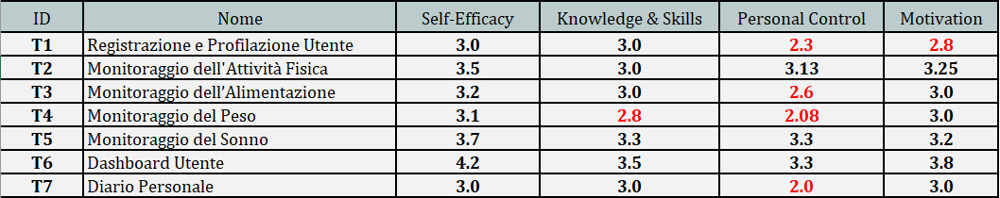 ID Nome Self-Efficacy Knowledge & Skills Personal Control Motivation
T1 Registrazione e Profilazione Utente 3.0 3.0 2.3 2.8
T2 Monitoraggio dell'Attività Fisica 3.5 3.0 3.13 3.25
T3 Monitoraggio dell’Alimentazione 3.2 3.0 2.6 3.0
T4 Monitoraggio del Peso 3.1 2.8 2.08 3.0
T5 Monitoraggio del Sonno 3.7 3.3 3.3 3.2
T6 Dashboard Utente 4.2 3.5 3.3 3.8
T7 Diario Personale 3.0 3.0 2.0 3.0